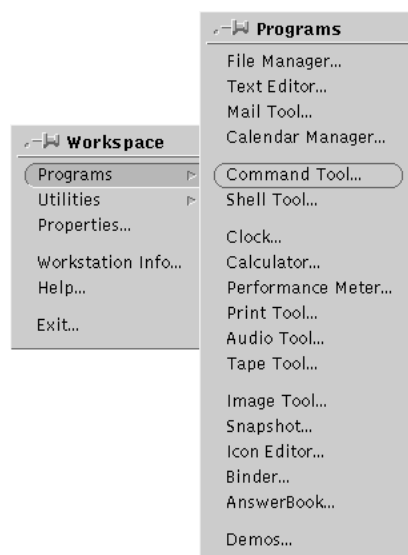 Workspace
Programs
Utilities
Properties...
Workstation Info...
Help...
Exit...
Programs
File Manager...
Text Editor...
Mail Tool...
Calendar Manager...
Command Tool...
Shell Tool...
Clock...
Calculator...
Performance Meter...
Print Tool...
Audio Tool...
Tape Tool...
Image Tool...
Snapshot...
Icon Editor...
Binder...
AnswerBook...
Demos...